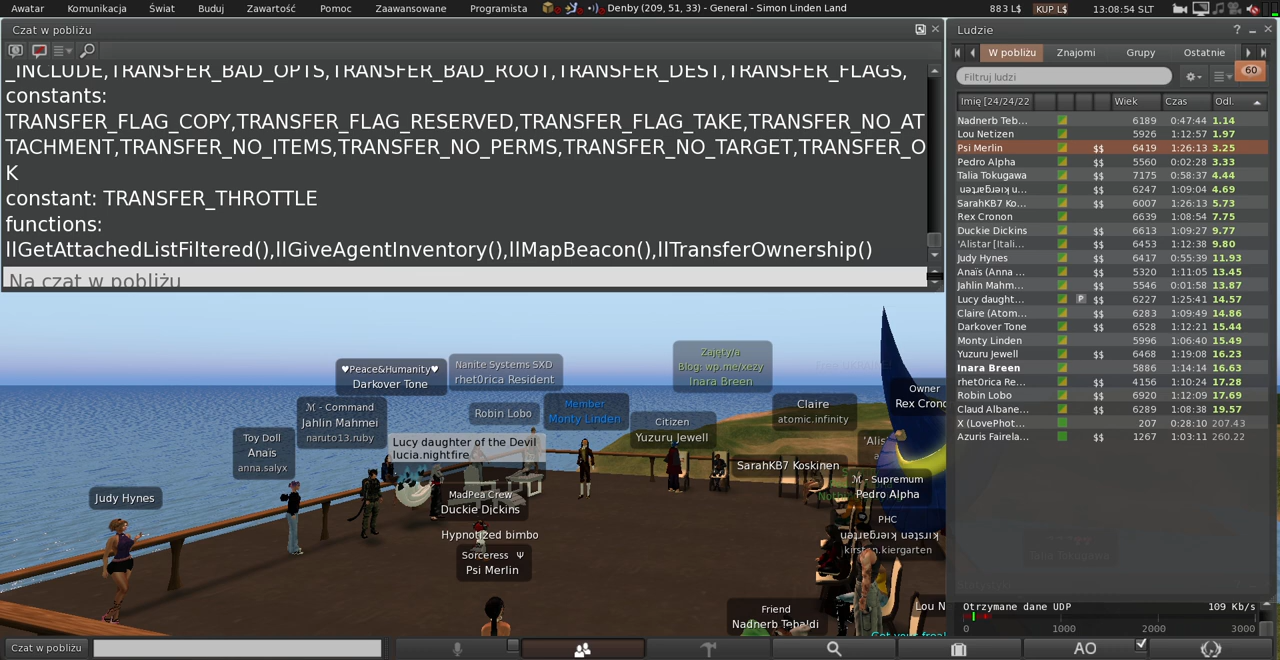 Awatar Komunikacja Świat Buduj Zawartość Pomoc Zaawansowane Programista Denby (209, 51, 33) - General - Simon Linden Land 883 L$ KUP L$ 13:08:54 SLT
Czat w pobliżu
_INCLUDE,TRANSFER_BAD_OPTS,TRANSFER_BAD_ROOT,TRANSFER_DEST,TRANSFER_FLAGS,
constants:
TRANSFER_FLAG_COPY,TRANSFER_FLAG_RESERVED,TRANSFER_FLAG_TAKE,TRANSFER_NO_AT
TACHMENT,TRANSFER_NO_ITEMS,TRANSFER_NO_PERMS,TRANSFER_NO_TARGET,TRANSFER_O
K
constant: TRANSFER_THROTTLE
functions:
llGetAttachedListFiltered(),llGiveAgentInventory(),llMapBeacon(),llTransferOwnership()
Na czat w pobliżu
Ludzie
W pobliżu Znajomi Grupy Ostatnie
Filtruj ludzi
60
Imię [24/24/22 Wiek Czas Odl.
Nadnerb Teb... 6189 0:47:44 1.14
Lou Netizen 5926 1:12:57 1.97
Psi Merlin $$ 6419 1:26:13 3.25
Pedro Alpha $$ 5560 0:02:28 3.33
Talia Tokugawa $$ 7175 0:58:37 4.44
$$ 6247 1:09:04 4.69
SarahKB7 Ko... $$ 6007 1:26:13 5.73
Rex Cronon 6639 1:08:54 7.75
Duckie Dickins $$ 6613 1:09:27 9.77
'Alistar [Itali... $$ 6453 1:12:38 9.80
Judy Hynes $$ 6417 0:55:39 11.93
Anaïs (Anna ... $$ 5320 1:11:05 13.45
Jahlin Mahm... $$ 5546 0:01:58 13.87
Lucy daught... P $$ 6227 1:25:41 14.57
Claire (Atom... $$ 6283 1:09:49 14.86
Darkover Tone $$ 6528 1:12:21 15.44
Monty Linden 5996 1:06:40 15.49
Yuzuru Jewell $$ 6468 1:19:08 16.23
Inara Breen 5886 1:14:14 16.63
rhet0rica Re... $$ 4156 1:10:24 17.28
Robin Lobo $$ 6920 1:12:09 17.69
Claud Albane... $$ 6289 1:08:38 19.57
X (LovePhot... 207 0:28:10 207.43
Azuris Fairela... $$ 1267 1:03:11 260.22
Talia Tokugawa
Otrzymane dane UDP 109 Kb/s
0 1000 2000 3000
♥Peace&Humanity♥
Darkover Tone
Nanite Systems SXD
rhet0rica Resident
Zajęty/a
Blog: wp.me/xezy
Inara Breen
Owner
Rex Crono
ℳ - Command
Jahlin Mahmei
naruto13.ruby
Robin Lobo
Member
Monty Linden
Citizen
Yuzuru Jewell
Claire
atomic.infinity
Toy Doll
Anaïs
anna.salyx
Lucy daughter of the Devil
lucia.nightfire
'Alis
SarahKB7 Koskinen
ℳ - Supremum
Pedro Alpha
Judy Hynes
MadPea Crew
Duckie Dickins
PHC
kirsten.kiergarten
Hypnotized bimbo
Sorceress Ψ
Psi Merlin
Friend
Nadnerb Tebaldi
Lou N
Czat w pobliżu AO